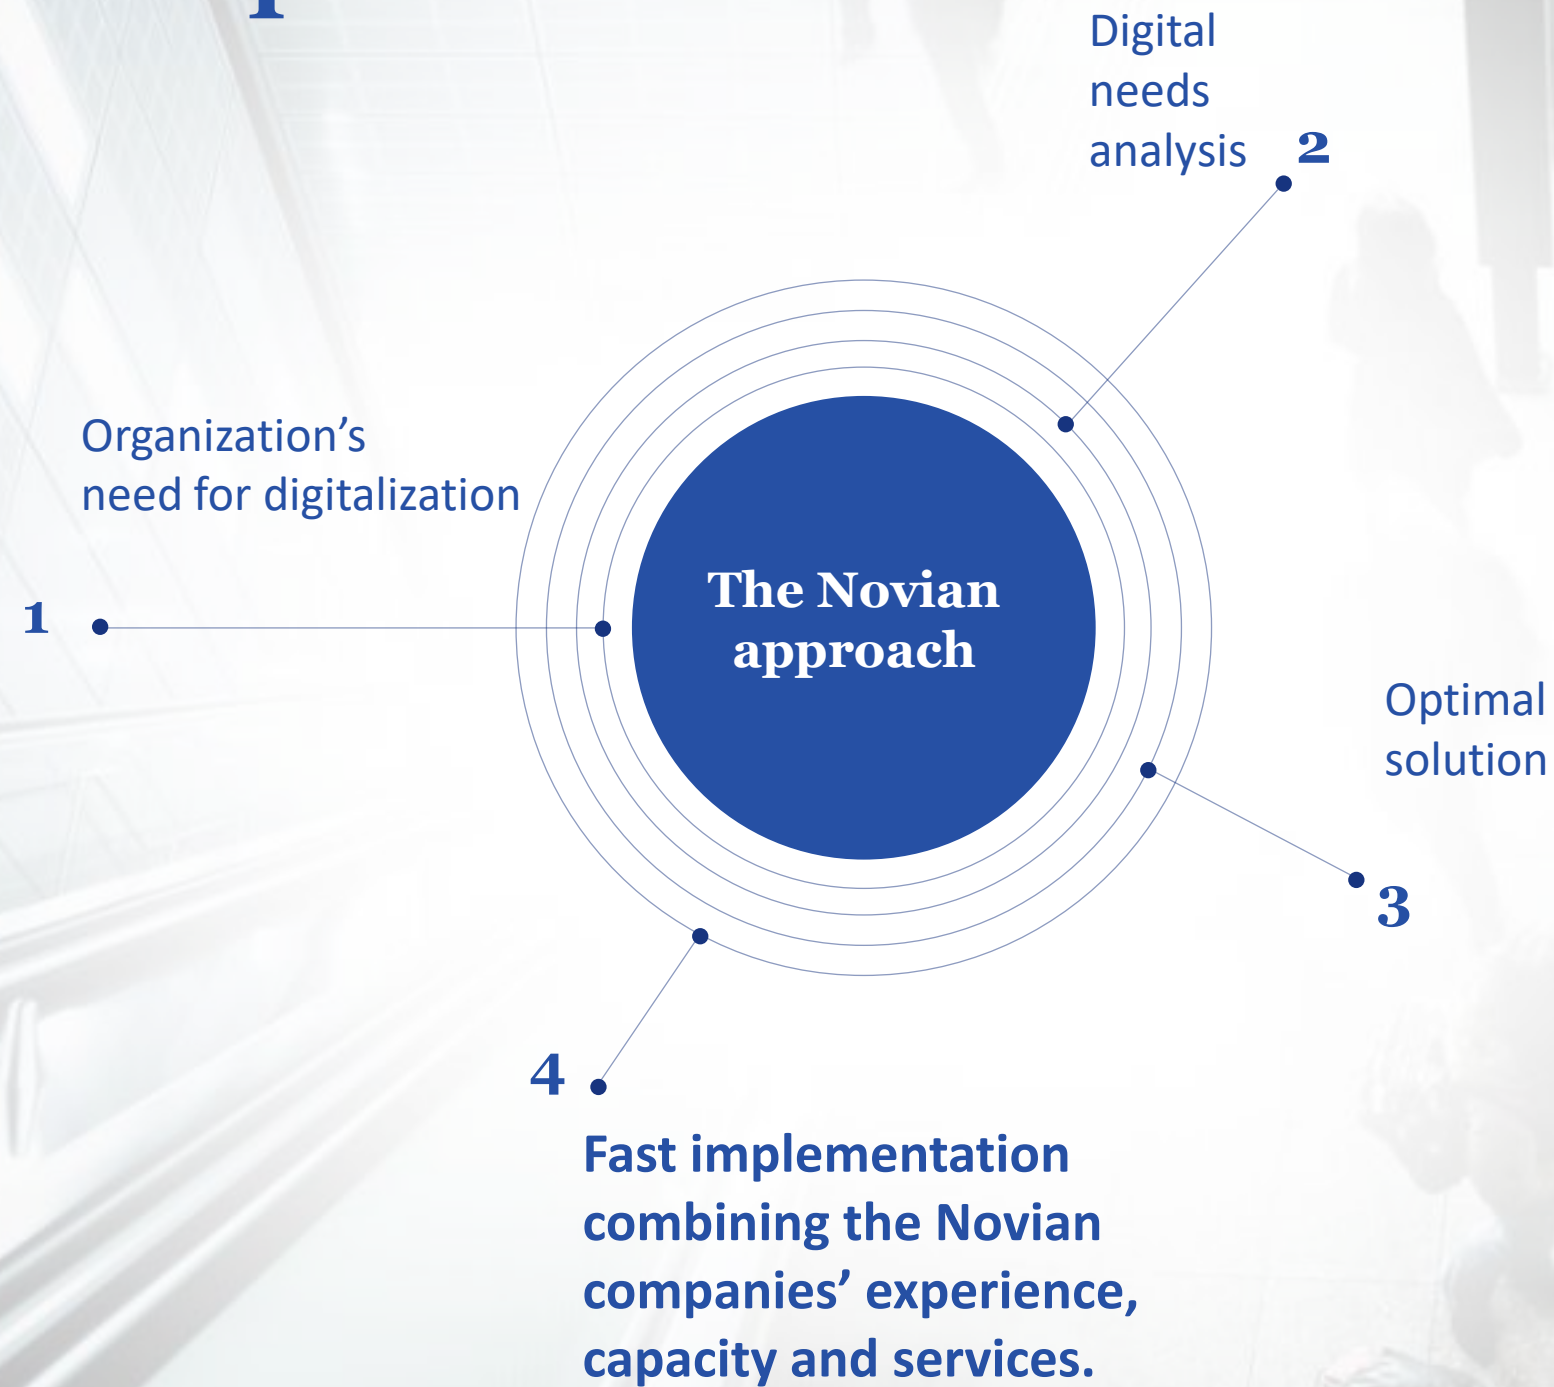 1
Organization’s
need for digitalization
2
Digital
needs
analysis
The Novian
approach
3
Optimal
solution
4
Fast implementation
combining the Novian
companies’ experience,
capacity and services.